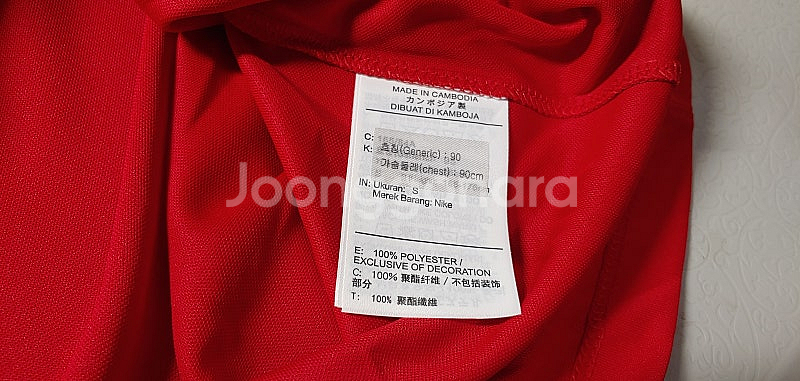 MADE IN CAMBODIA
カンボジア製
DIBUAT DI KAMBOJA
C:
K: 호칭(Generic) : 90
가슴둘레(chest) : 90cm
IN: Ukuran: S
Merek Barang: Nike
Joonggonara
E: 100% POLYESTER /
EXCLUSIVE OF DECORATION
C: 100% 聚酯纤维 / 不包括装饰
部分
T: 100% 聚酯纖維